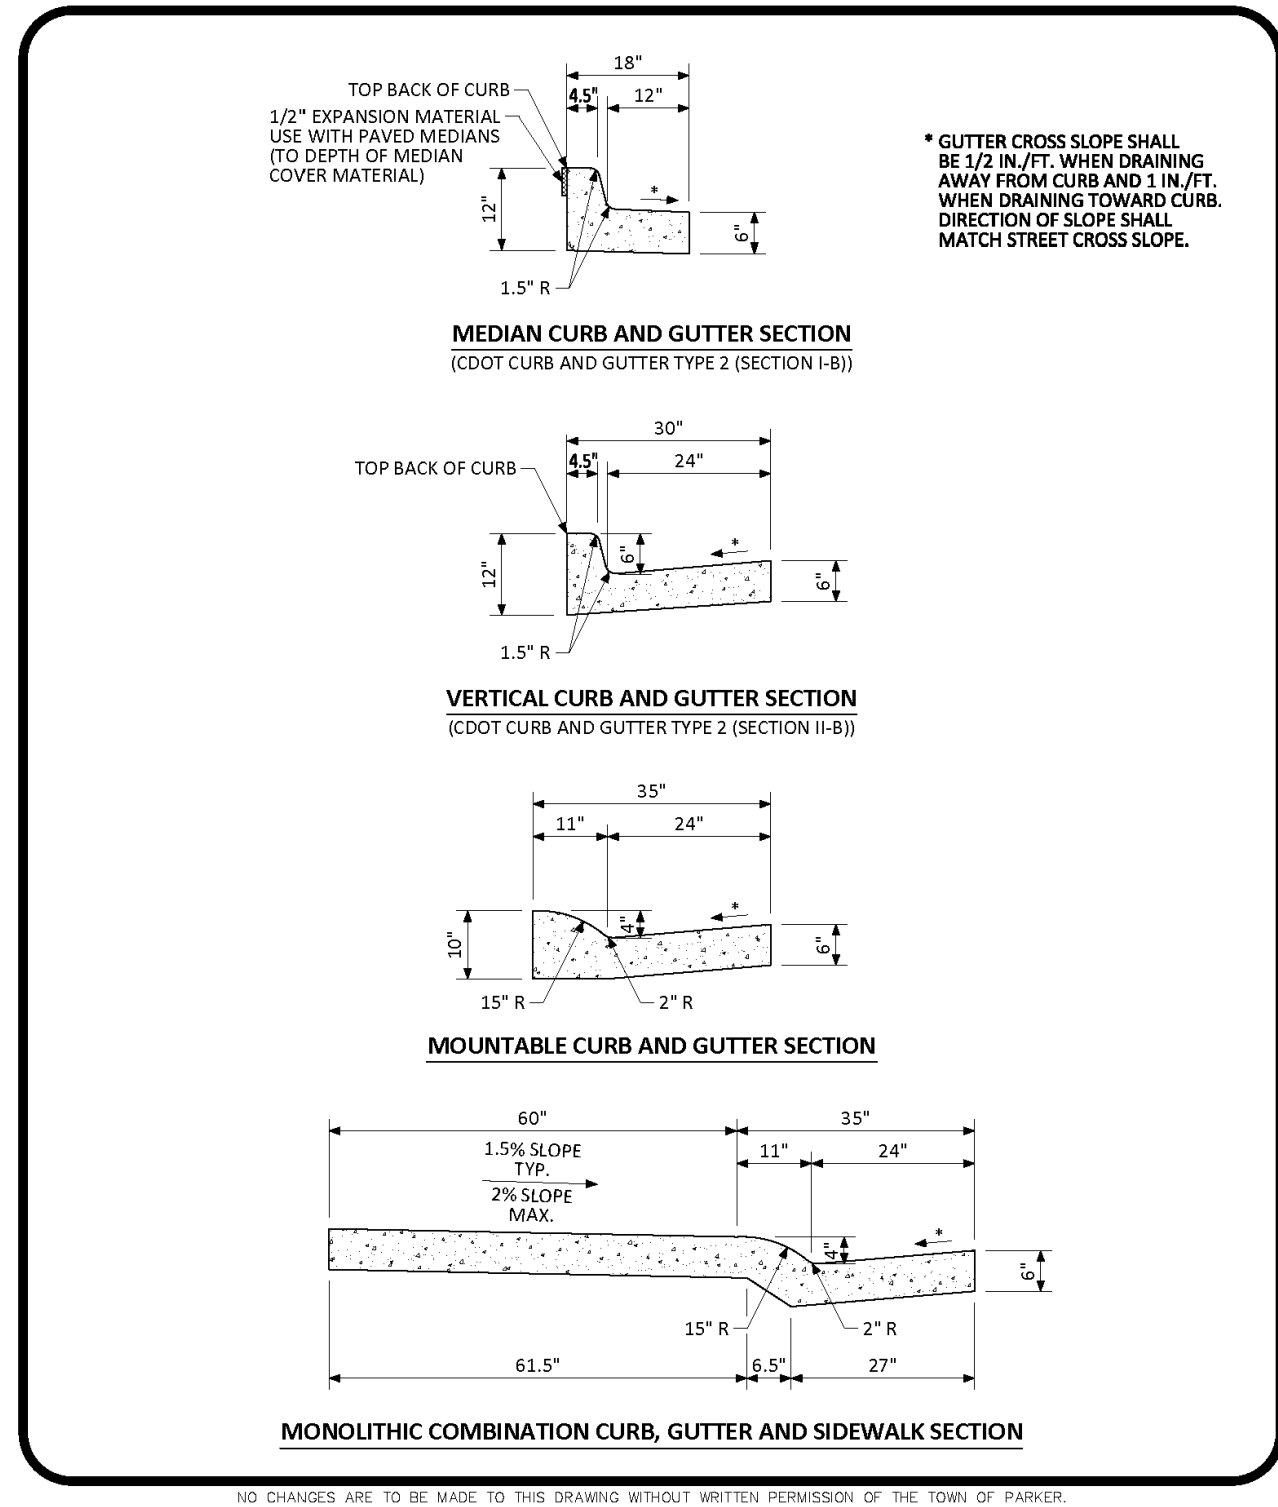 18"
TOP BACK OF CURB
4.5"
12"
1/2" EXPANSION MATERIAL
USE WITH PAVED MEDIANS
(TO DEPTH OF MEDIAN
COVER MATERIAL)
* GUTTER CROSS SLOPE SHALL
BE 1/2 IN./FT. WHEN DRAINING
AWAY FROM CURB AND 1 IN./FT.
WHEN DRAINING TOWARD CURB.
DIRECTION OF SLOPE SHALL
MATCH STREET CROSS SLOPE.
*
12"
6"
1.5" R
MEDIAN CURB AND GUTTER SECTION
(CDOT CURB AND GUTTER TYPE 2 (SECTION I-B))
30"
TOP BACK OF CURB
4.5"
24"
*
6"
12"
6"
1.5" R
VERTICAL CURB AND GUTTER SECTION
(CDOT CURB AND GUTTER TYPE 2 (SECTION II-B))
35"
11"
24"
*
4"
10"
6"
15" R
2" R
MOUNTABLE CURB AND GUTTER SECTION
60"
35"
1.5% SLOPE
TYP.
11"
24"
2% SLOPE
MAX.
*
4"
6"
15" R
2" R
61.5"
6.5"
27"
MONOLITHIC COMBINATION CURB, GUTTER AND SIDEWALK SECTION
NO CHANGES ARE TO BE MADE TO THIS DRAWING WITHOUT WRITTEN PERMISSION OF THE TOWN OF PARKER.